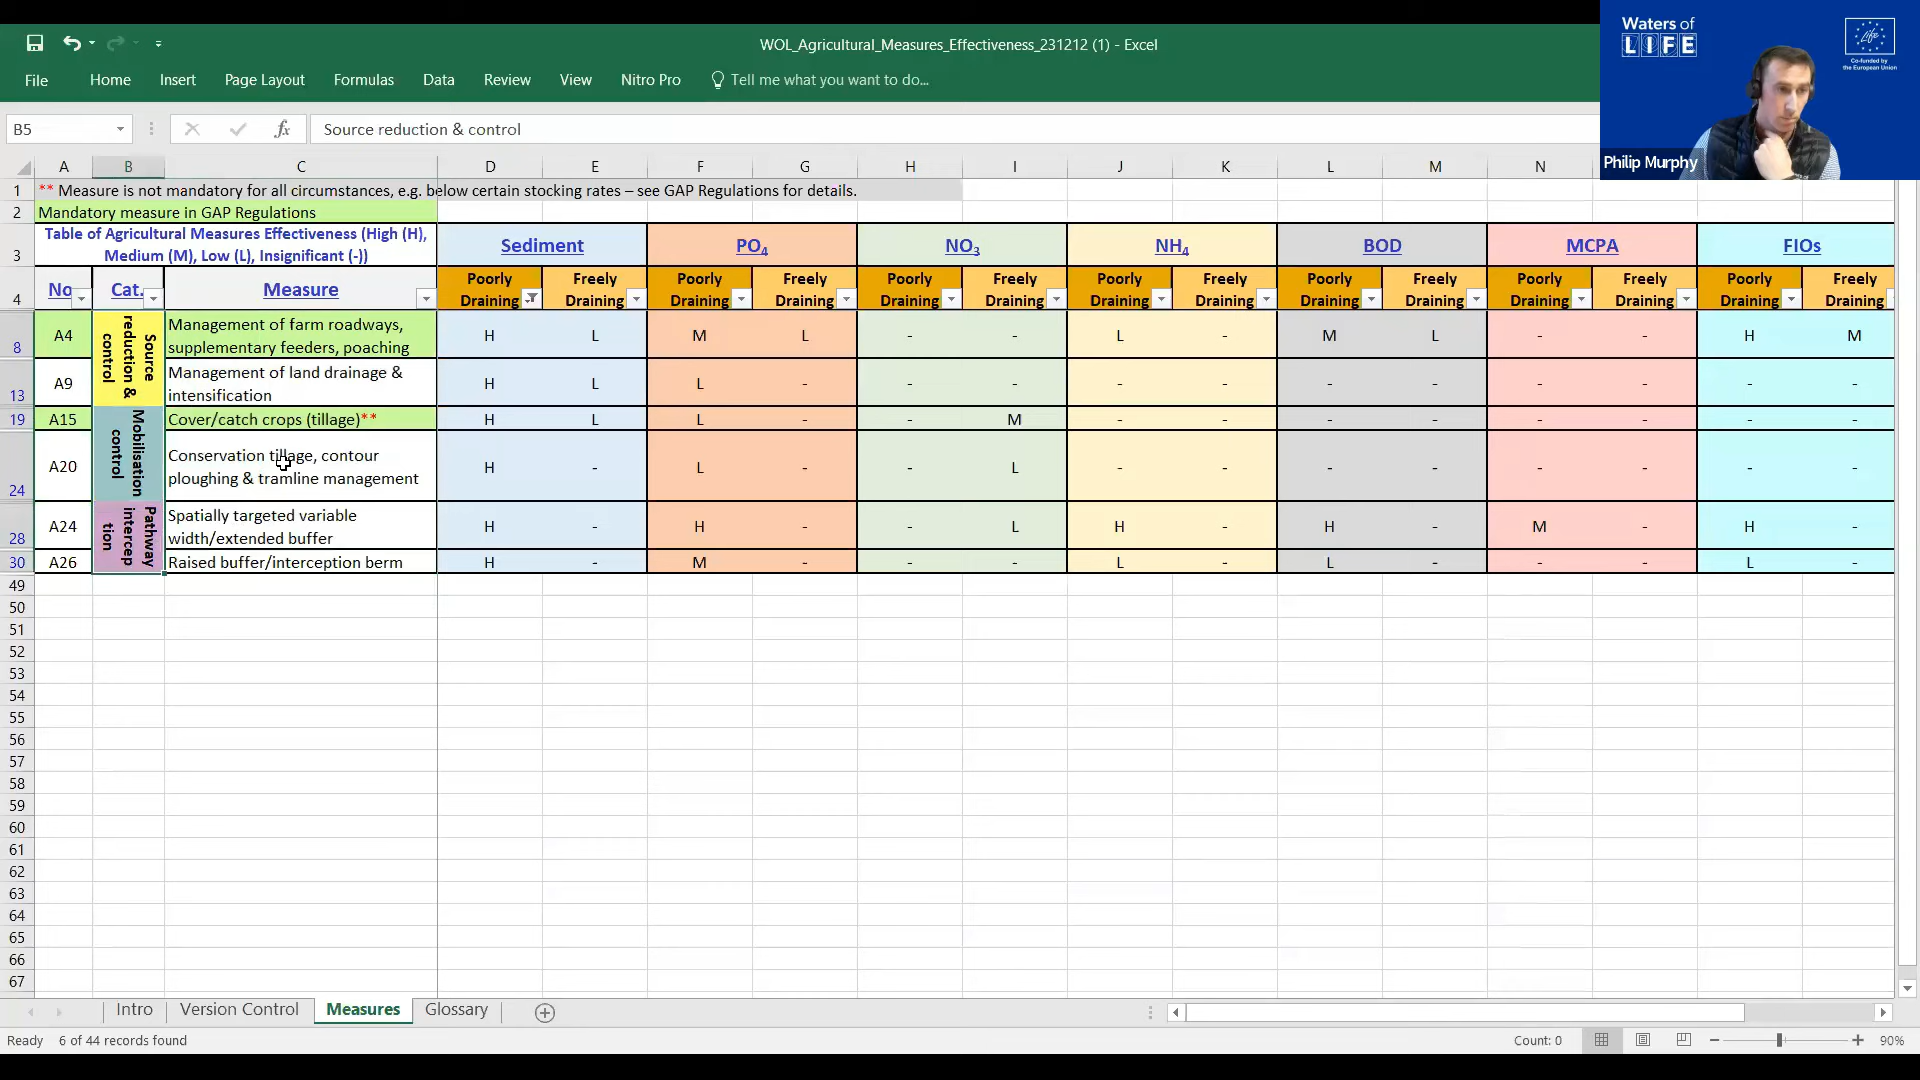 WOL_Agricultural_Measures_Effectiveness_231212 (1) - Excel
Waters of
LIFE
Life
Co-funded by
the European Union
Philip Murphy
File Home Insert Page Layout Formulas Data Review View Nitro Pro Tell me what you want to do...
B5 fx Source reduction & control
A B C D E F G H I J K L M N
1 ** Measure is not mandatory for all circumstances, e.g. below certain stocking rates – see GAP Regulations for details.
2 Mandatory measure in GAP Regulations
3 Table of Agricultural Measures Effectiveness (High (H),
Medium (M), Low (L), Insignificant (-))
Sediment PO4 NO3 NH4 BOD MCPA FIOs
4 No Cat. Measure
Poorly Freely Poorly Freely Poorly Freely Poorly Freely Poorly Freely Poorly Freely Poorly Freely
Draining Draining Draining Draining Draining Draining Draining Draining Draining Draining Draining Draining Draining Draining
Source
reduction &
control
8 A4 Management of farm roadways,
supplementary feeders, poaching
H L M L - - L - M L - - H M
13 A9 Management of land drainage &
intensification
H L L - - - - - - - - - - -
Mobilisation
control
19 A15 Cover/catch crops (tillage)** H L L - - M - - - - - - - -
24 A20 Conservation tillage, contour
ploughing & tramline management
H - L - - L - - - - - - - -
Pathway
intercep
tion
28 A24 Spatially targeted variable
width/extended buffer
H - H - - L H - H - M - H -
30 A26 Raised buffer/interception berm H - M - - - L - L - - - L -
49
50
51
52
53
54
55
56
57
58
59
60
61
62
63
64
65
66
67
Intro Version Control Measures Glossary
Ready 6 of 44 records found Count: 0 90%